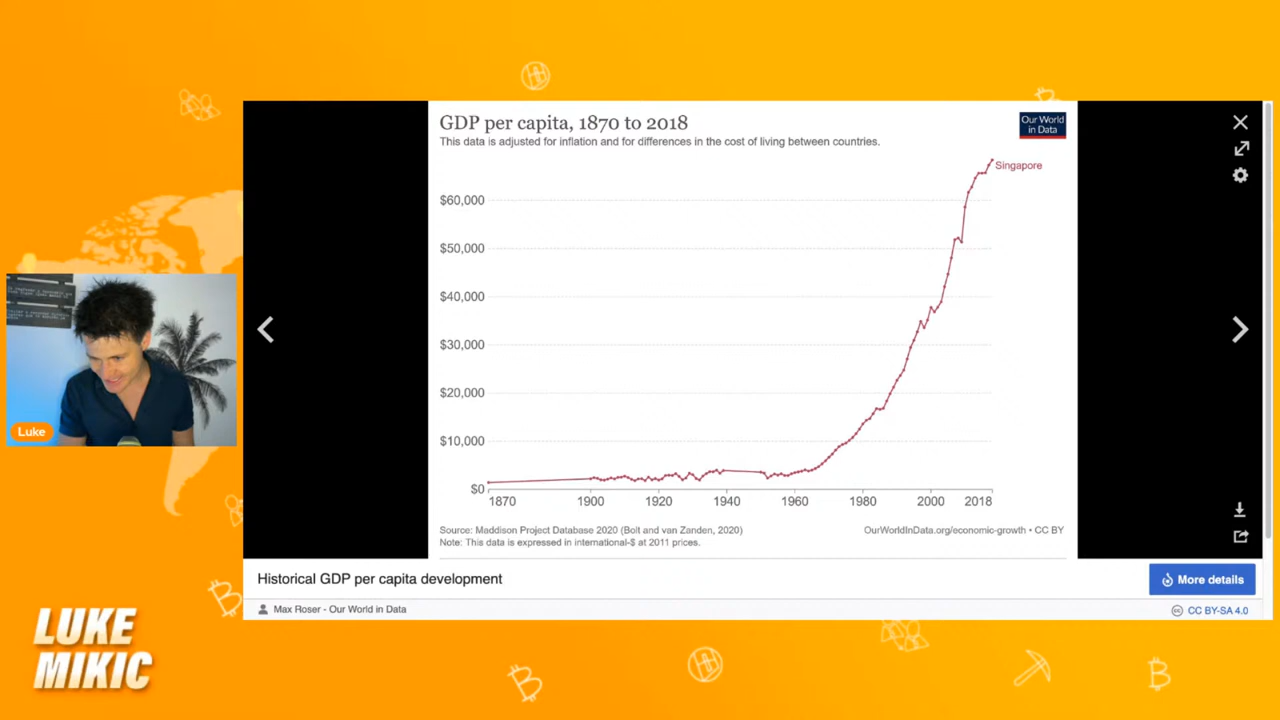 GDP per capita, 1870 to 2018
This data is adjusted for inflation and for differences in the cost of living between countries.
Our World
in Data
Singapore
$60,000
$50,000
$40,000
$30,000
$20,000
$10,000
$0
1870
1900
1920
1940
1960
1980
2000
2018
Source: Maddison Project Database 2020 (Bolt and van Zanden, 2020)
OurWorldInData.org/economic-growth • CC BY
Note: This data is expressed in international-$ at 2011 prices.
Luke
Historical GDP per capita development
More details
Max Roser - Our World in Data
CC BY-SA 4.0
LUKE
MIKIC